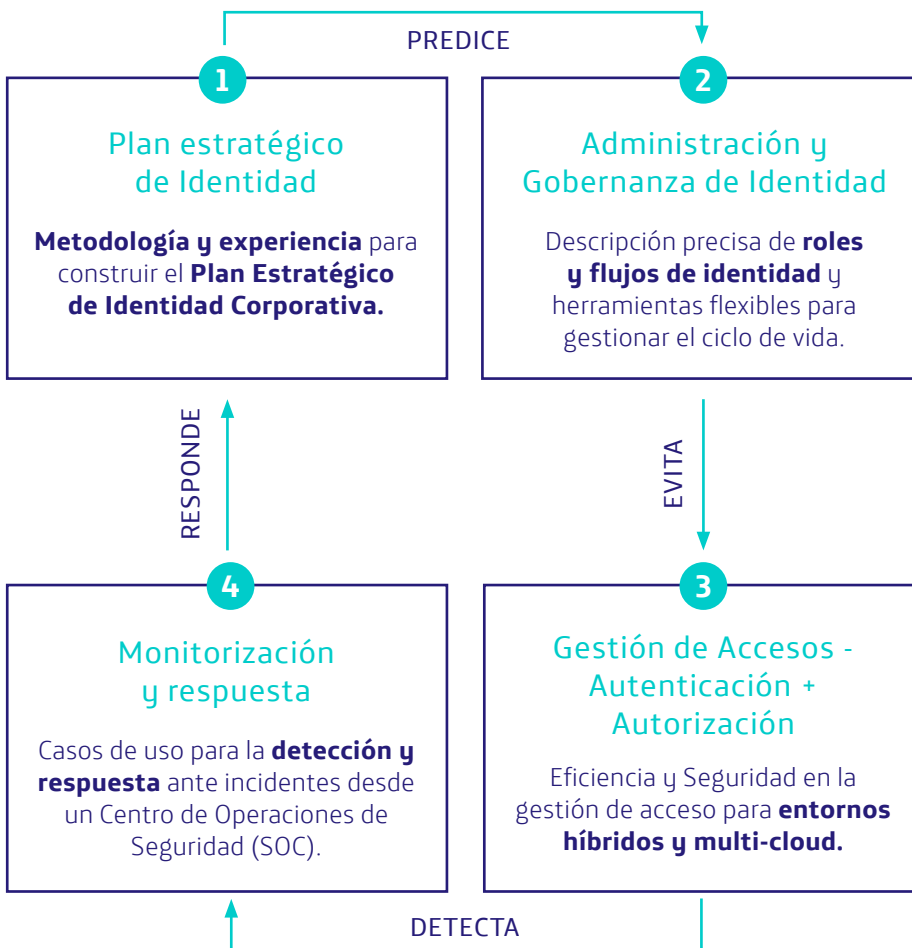 PREDICE
1
Plan estratégico
de Identidad
Metodología y experiencia para
construir el Plan Estratégico
de Identidad Corporativa.
2
Administración y
Gobernanza de Identidad
Descripción precisa de roles
y flujos de identidad y
herramientas flexibles para
gestionar el ciclo de vida.
RESPONDE
EVITA
4
Monitorización
y respuesta
Casos de uso para la detección y
respuesta ante incidentes desde
un Centro de Operaciones de
Seguridad (SOC).
3
Gestión de Accesos -
Autenticación +
Autorización
Eficiencia y Seguridad en la
gestión de acceso para entornos
híbridos y multi-cloud.
DETECTA